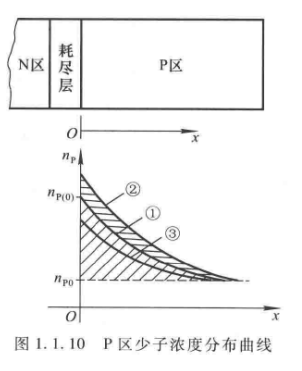 N区
耗尽层
P区
O
x
n_P
②
n_P(0)
①
③
n_P0
O
x
图 1.1.10 P 区少子浓度分布曲线